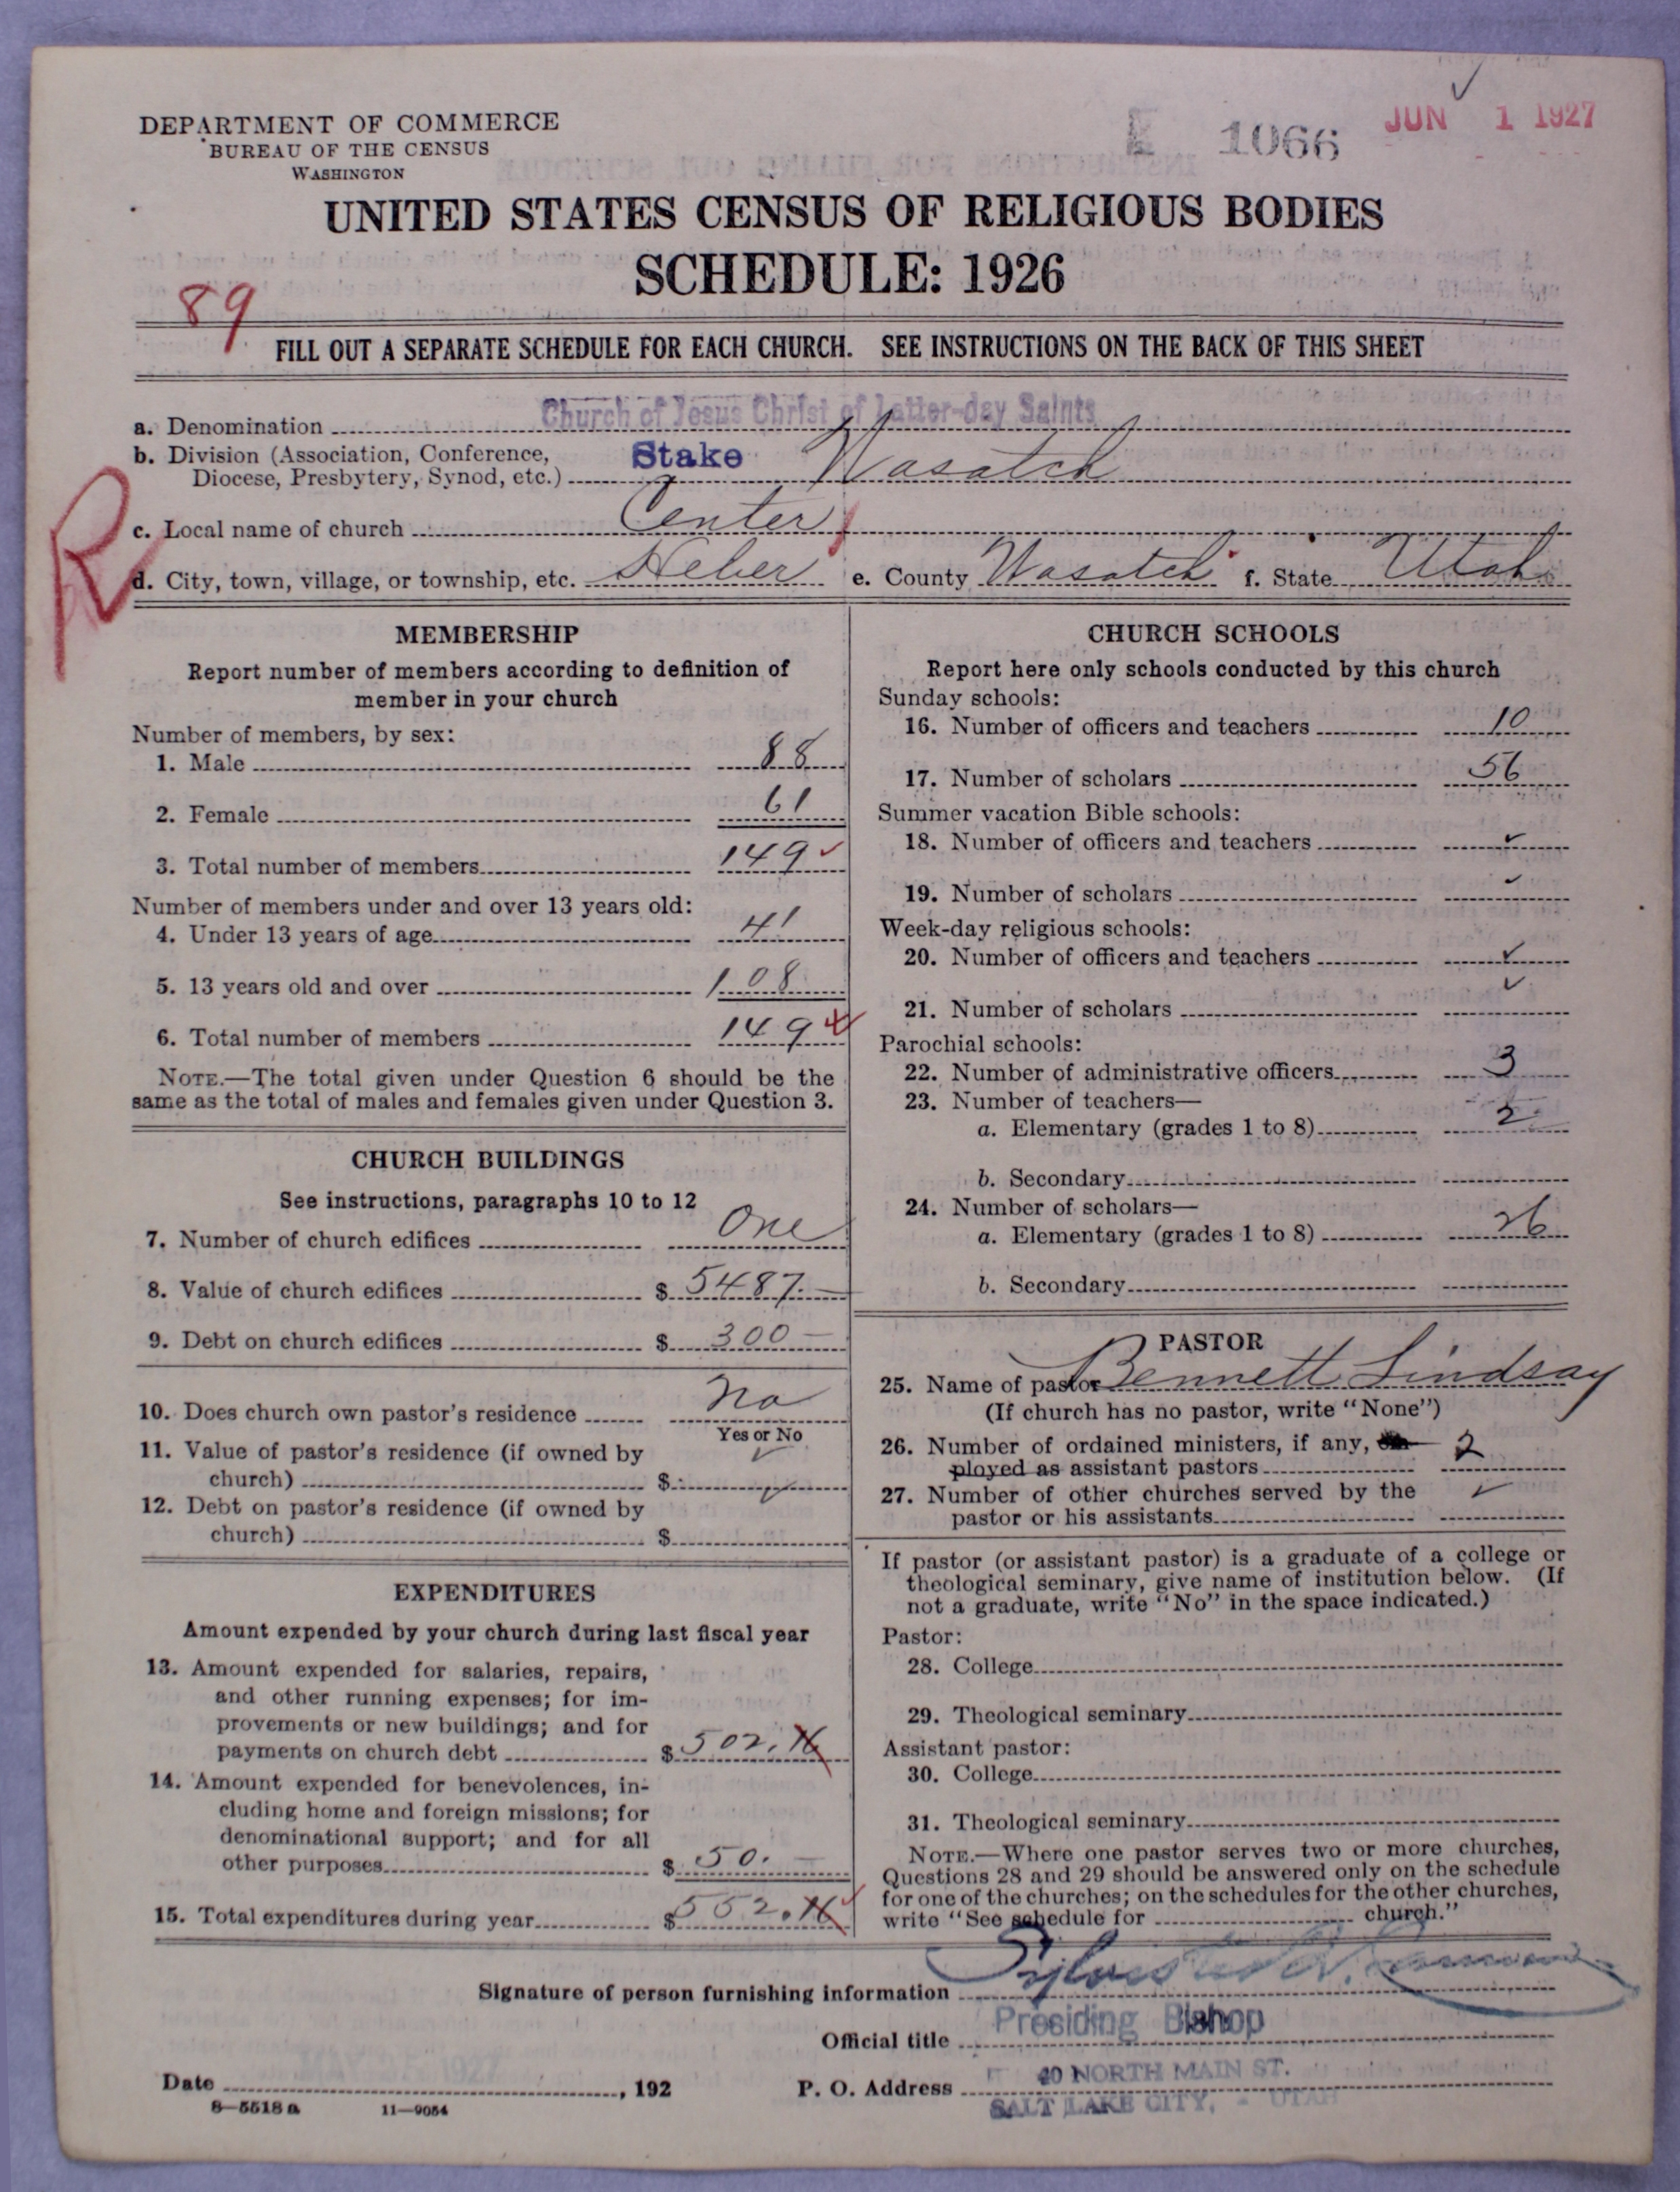 DEPARTMENT OF COMMERCE
BUREAU OF THE CENSUS
WASHINGTON
1066
JUN 1 1927
UNITED STATES CENSUS OF RELIGIOUS BODIES
SCHEDULE: 1926
89
FILL OUT A SEPARATE SCHEDULE FOR EACH CHURCH. SEE INSTRUCTIONS ON THE BACK OF THIS SHEET
a. Denomination Church of Jesus Christ of Latter-day Saints
b. Division (Association, Conference,
Diocese, Presbytery, Synod, etc.) Stake Wasatch
R
c. Local name of church Center
d. City, town, village, or township, etc. Heber e. County Wasatch f. State Utah
MEMBERSHIP
Report number of members according to definition of
member in your church
Number of members, by sex:
1. Male 88
2. Female 61
3. Total number of members 149
Number of members under and over 13 years old:
4. Under 13 years of age 41
5. 13 years old and over 108
6. Total number of members 149
NOTE.—The total given under Question 6 should be the
same as the total of males and females given under Question 3.
CHURCH BUILDINGS
See instructions, paragraphs 10 to 12
7. Number of church edifices One
8. Value of church edifices $ 5487.—
9. Debt on church edifices $ 300—
10. Does church own pastor's residence No
Yes or No
11. Value of pastor's residence (if owned by
church) $ ✓
12. Debt on pastor's residence (if owned by
church) $
EXPENDITURES
Amount expended by your church during last fiscal year
13. Amount expended for salaries, repairs,
and other running expenses; for im-
provements or new buildings; and for
payments on church debt $ 502.
14. Amount expended for benevolences, in-
cluding home and foreign missions; for
denominational support; and for all
other purposes $ 50.—
15. Total expenditures during year $ 552.
CHURCH SCHOOLS
Report here only schools conducted by this church
Sunday schools:
16. Number of officers and teachers 10
17. Number of scholars 56
Summer vacation Bible schools:
18. Number of officers and teachers ✓
19. Number of scholars ✓
Week-day religious schools:
20. Number of officers and teachers ✓
21. Number of scholars ✓
Parochial schools:
22. Number of administrative officers 3
23. Number of teachers—
a. Elementary (grades 1 to 8) 2
b. Secondary
24. Number of scholars—
a. Elementary (grades 1 to 8) 26
b. Secondary
PASTOR
25. Name of pastor Bennett Lindsay
(If church has no pastor, write "None")
26. Number of ordained ministers, if any, 2
ployed as assistant pastors
27. Number of other churches served by the ✓
pastor or his assistants
If pastor (or assistant pastor) is a graduate of a college or
theological seminary, give name of institution below. (If
not a graduate, write "No" in the space indicated.)
Pastor:
28. College
29. Theological seminary
Assistant pastor:
30. College
31. Theological seminary
NOTE.—Where one pastor serves two or more churches,
Questions 28 and 29 should be answered only on the schedule
for one of the churches; on the schedules for the other churches,
write "See schedule for church."
Signature of person furnishing information
Official title Presiding Bishop
Date MAY 1927, 192
P. O. Address 40 NORTH MAIN ST.
SALT LAKE CITY, - UTAH
8—5518a 11—9054